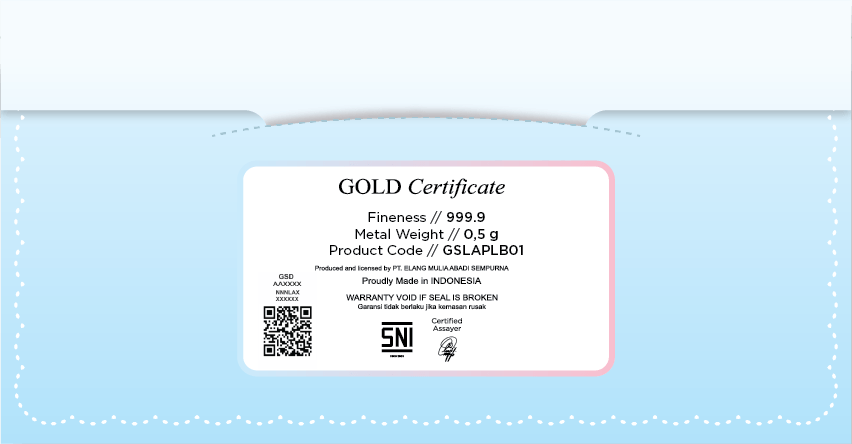 GOLD Certificate
Fineness // 999.9
Metal Weight // 0,5 g
Product Code // GSLAPLB01
Produced and licensed by PT. ELANG MULIA ABADI SEMPURNA
Proudly Made in INDONESIA
WARRANTY VOID IF SEAL IS BROKEN
Garansi tidak berlaku jika kemasan rusak
GSD
AAXXXX
NNNLAX
XXXXXX
SNI
Certified
Assayer